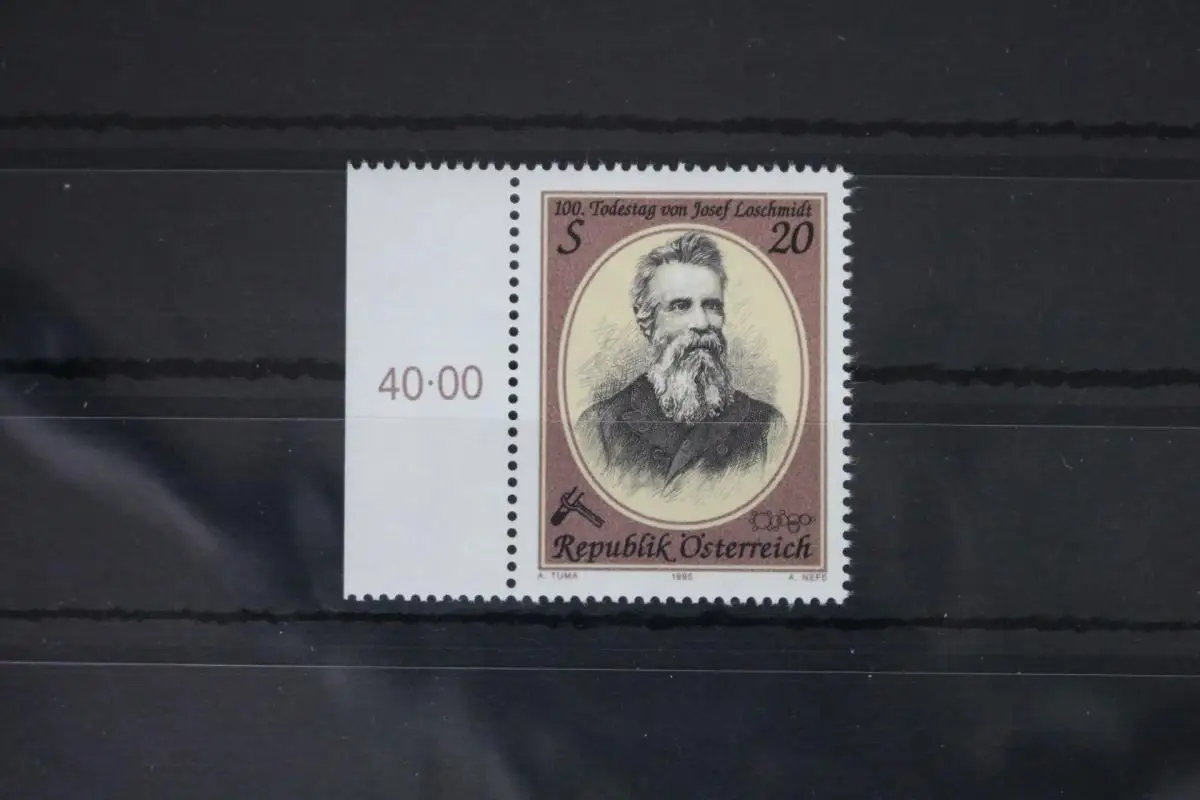 100. Todestag von Josef Loschmidt
S 20
40·00
Republik Österreich
A. TUMA 1995 A. NEFE